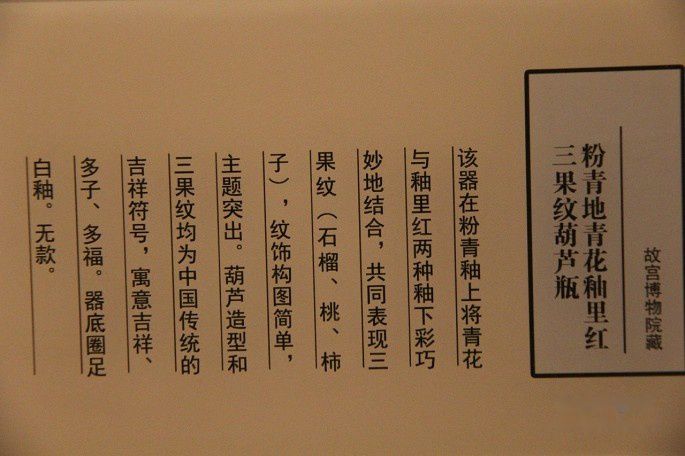 故宫博物院藏
粉青地青花釉里红
三果纹葫芦瓶
该器在粉青釉上将青花
与釉里红两种釉下彩巧
妙地结合，共同表现三
果纹（石榴、桃、柿
子），纹饰构图简单，
主题突出。葫芦造型和
三果纹均为中国传统的
吉祥符号，寓意吉祥、
多子、多福。器底圈足
白釉。无款。